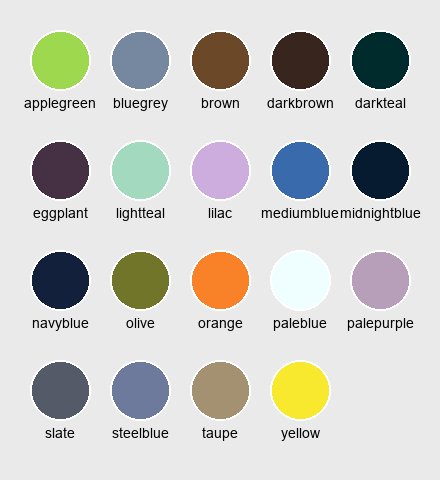 applegreen bluegrey brown darkbrown darkteal
eggplant lightteal lilac mediumblue midnightblue
navyblue olive orange paleblue palepurple
slate steelblue taupe yellow